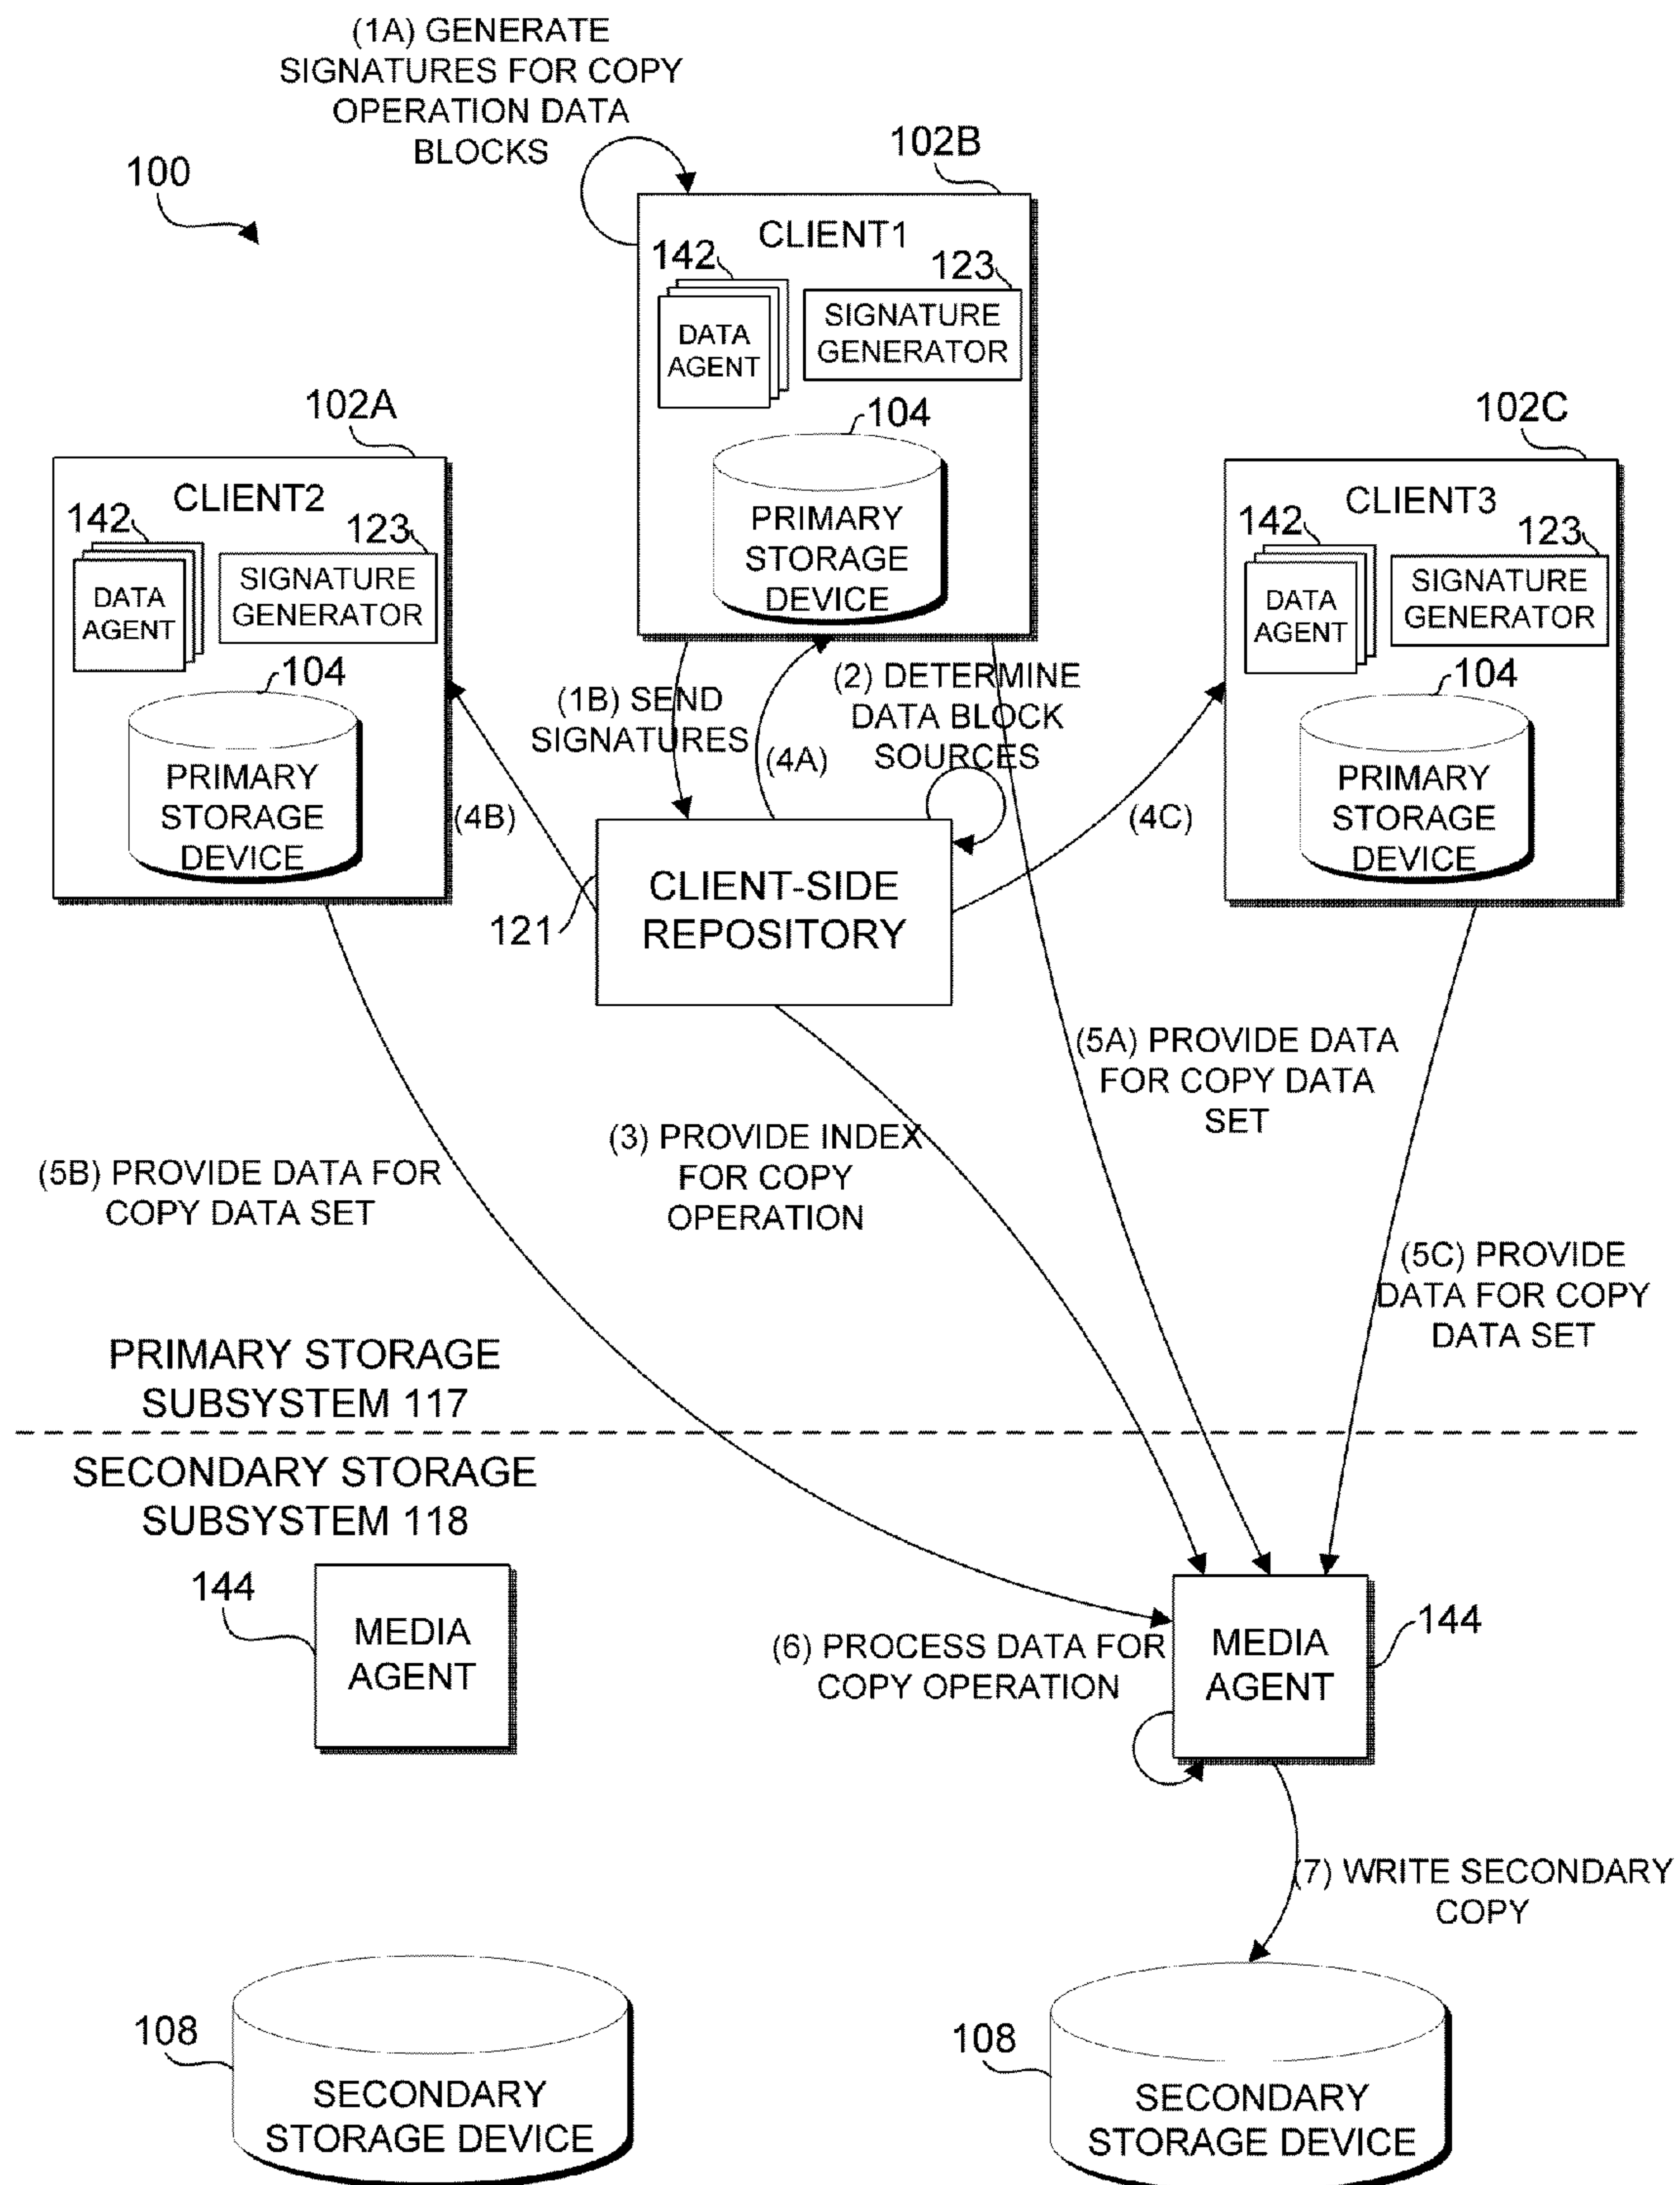 (1A) GENERATE
SIGNATURES FOR COPY
OPERATION DATA
BLOCKS
100
102B
CLIENT1
142
123
DATA
AGENT
SIGNATURE
GENERATOR
104
PRIMARY
STORAGE
DEVICE
102A
CLIENT2
142
123
DATA
AGENT
SIGNATURE
GENERATOR
104
PRIMARY
STORAGE
DEVICE
102C
CLIENT3
142
123
DATA
AGENT
SIGNATURE
GENERATOR
104
PRIMARY
STORAGE
DEVICE
(1B) SEND
SIGNATURES
(4A)
(2) DETERMINE
DATA BLOCK
SOURCES
(4B)
(4C)
CLIENT-SIDE
REPOSITORY
121
(5A) PROVIDE DATA
FOR COPY DATA
SET
(3) PROVIDE INDEX
FOR COPY
OPERATION
(5B) PROVIDE DATA FOR
COPY DATA SET
(5C) PROVIDE
DATA FOR COPY
DATA SET
PRIMARY STORAGE
SUBSYSTEM 117
SECONDARY STORAGE
SUBSYSTEM 118
144
MEDIA
AGENT
(6) PROCESS DATA FOR
COPY OPERATION
MEDIA
AGENT
144
(7) WRITE SECONDARY
COPY
108
SECONDARY
STORAGE DEVICE
108
SECONDARY
STORAGE DEVICE